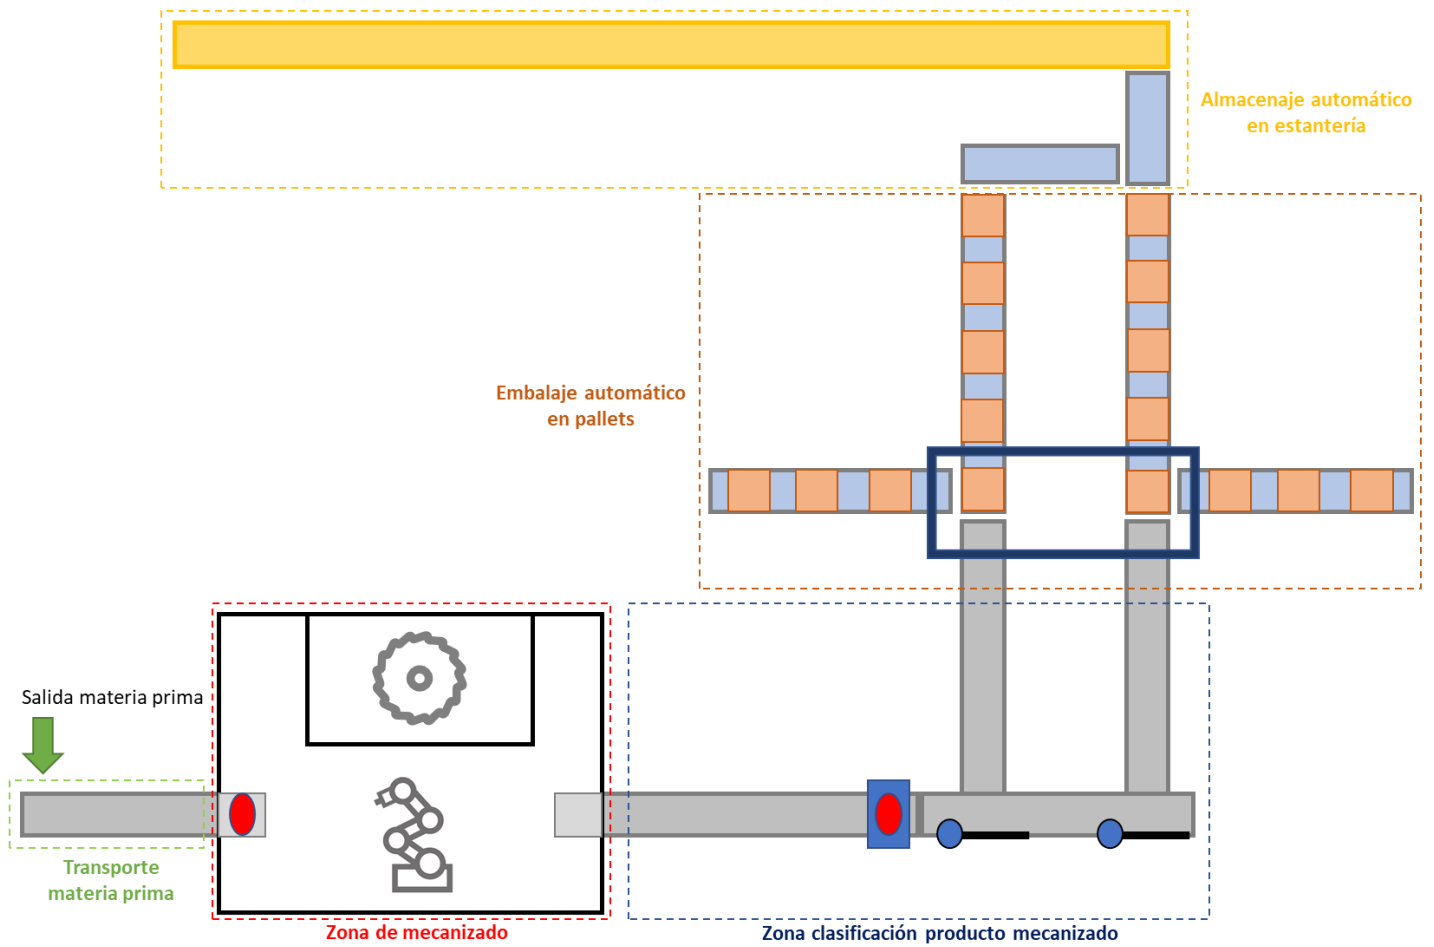 Almacenaje automático
en estantería
Embalaje automático
en pallets
Salida materia prima
Transporte
materia prima
Zona de mecanizado
Zona clasificación producto mecanizado